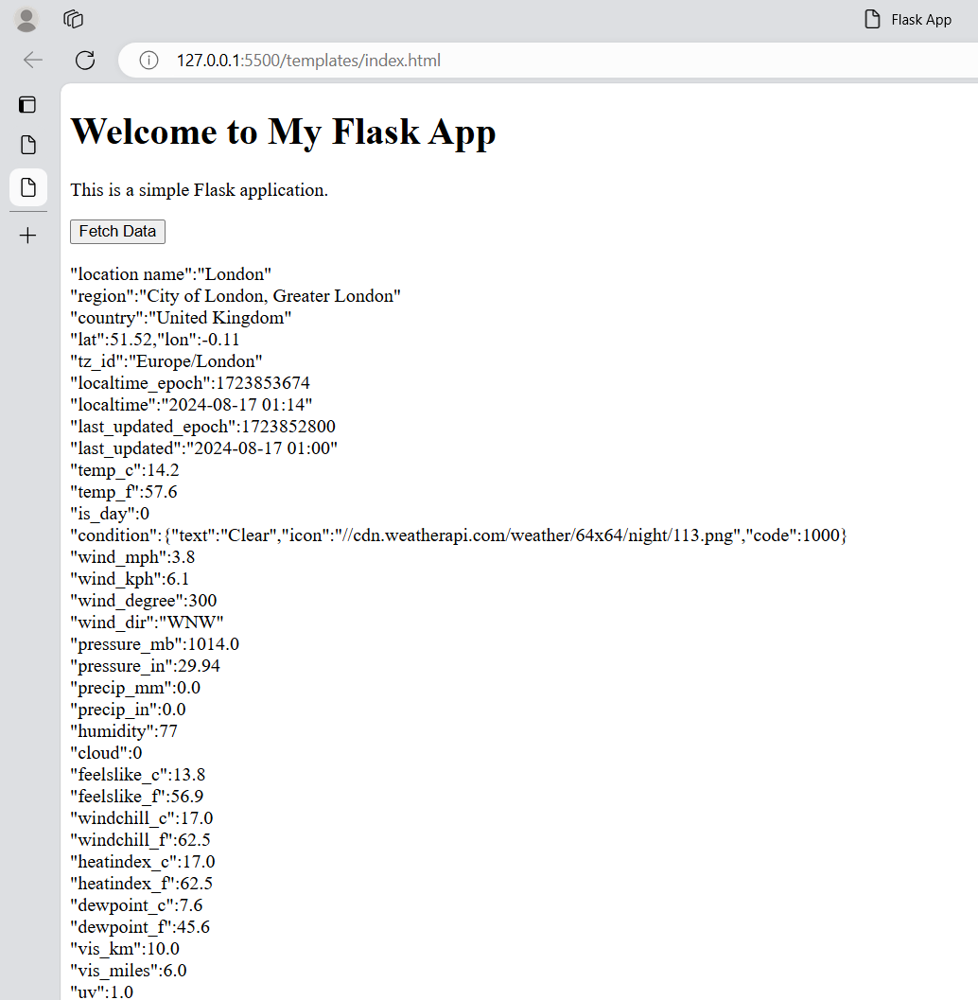 Flask App
127.0.0.1:5500/templates/index.html
Welcome to My Flask App
This is a simple Flask application.
Fetch Data
"location name":"London"
"region":"City of London, Greater London"
"country":"United Kingdom"
"lat":51.52,"lon":-0.11
"tz_id":"Europe/London"
"localtime_epoch":1723853674
"localtime":"2024-08-17 01:14"
"last_updated_epoch":1723852800
"last_updated":"2024-08-17 01:00"
"temp_c":14.2
"temp_f":57.6
"is_day":0
"condition":{"text":"Clear","icon":"//cdn.weatherapi.com/weather/64x64/night/113.png","code":1000}
"wind_mph":3.8
"wind_kph":6.1
"wind_degree":300
"wind_dir":"WNW"
"pressure_mb":1014.0
"pressure_in":29.94
"precip_mm":0.0
"precip_in":0.0
"humidity":77
"cloud":0
"feelslike_c":13.8
"feelslike_f":56.9
"windchill_c":17.0
"windchill_f":62.5
"heatindex_c":17.0
"heatindex_f":62.5
"dewpoint_c":7.6
"dewpoint_f":45.6
"vis_km":10.0
"vis_miles":6.0
"uv":1.0